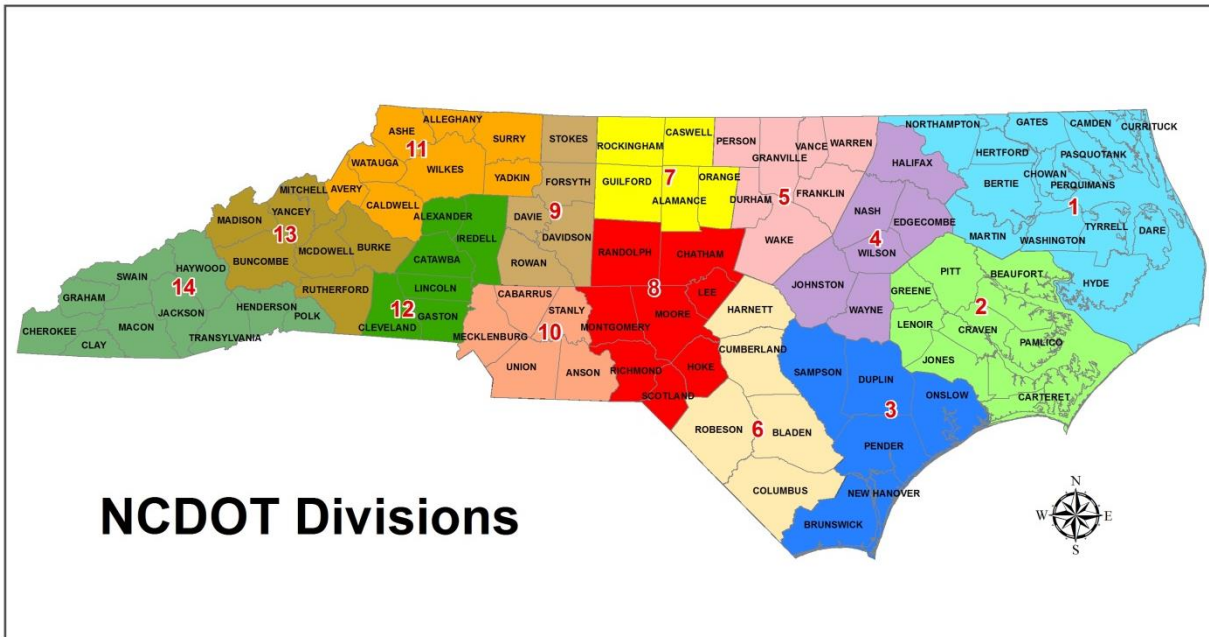 ALLEGHANY
ASHE
SURRY
11
WATAUGA
WILKES
YADKIN
AVERY
CALDWELL
STOKES
FORSYTH
9
DAVIE
DAVIDSON
ROWAN
ROCKINGHAM
CASWELL
7
GUILFORD
ORANGE
ALAMANCE
PERSON
VANCE
WARREN
GRANVILLE
5
FRANKLIN
DURHAM
WAKE
HALIFAX
NASH
EDGECOMBE
4
WILSON
JOHNSTON
WAYNE
NORTHAMPTON
GATES
CAMDEN
CURRITUCK
HERTFORD
PASQUOTANK
CHOWAN
BERTIE
PERQUIMANS
1
MARTIN
WASHINGTON
TYRRELL
DARE
HYDE
MITCHELL
MADISON
YANCEY
13
MCDOWELL
BURKE
BUNCOMBE
RUTHERFORD
ALEXANDER
IREDELL
CATAWBA
LINCOLN
12
GASTON
CLEVELAND
RANDOLPH
CHATHAM
8
LEE
MOORE
MONTGOMERY
RICHMOND
HOKE
SCOTLAND
SWAIN
HAYWOOD
14
GRAHAM
JACKSON
HENDERSON
POLK
CHEROKEE
MACON
CLAY
TRANSYLVANIA
CABARRUS
STANLY
10
MECKLENBURG
UNION
ANSON
HARNETT
CUMBERLAND
ROBESON
6
BLADEN
COLUMBUS
PITT
BEAUFORT
GREENE
2
LENOIR
CRAVEN
PAMLICO
JONES
CARTERET
SAMPSON
DUPLIN
ONSLOW
3
PENDER
NEW HANOVER
BRUNSWICK
NCDOT Divisions
N
W
E
S